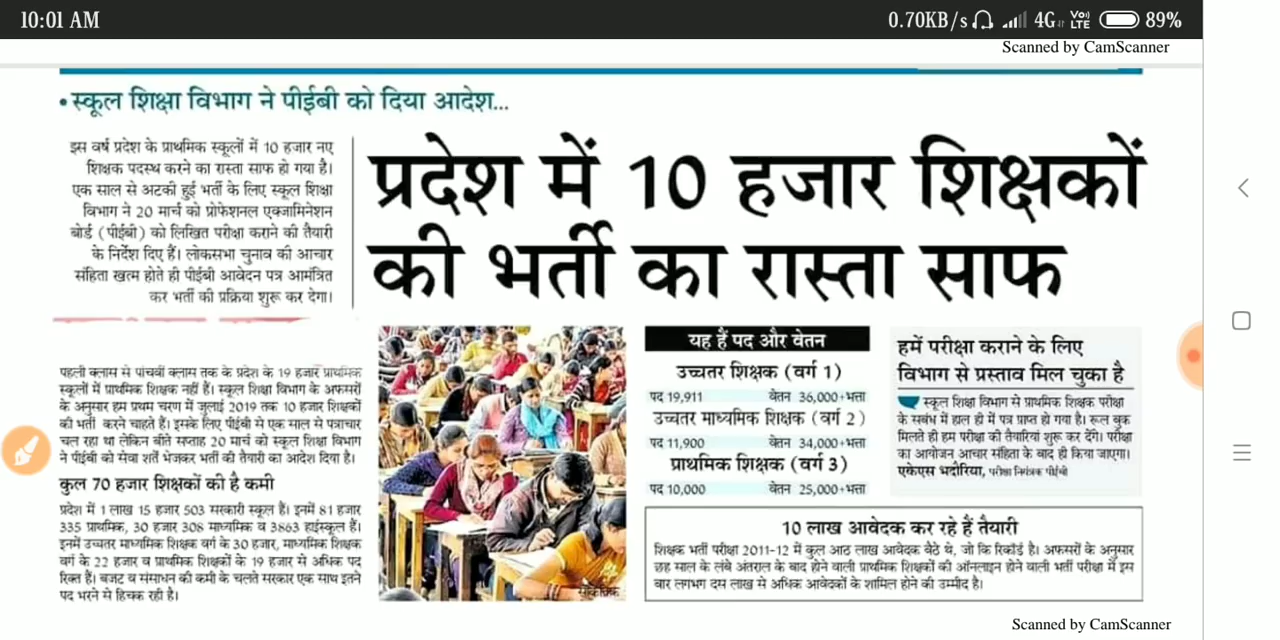 10:01 AM
0.70KB/s 4G VoLTE 89%
Scanned by CamScanner
• स्कूल शिक्षा विभाग ने पीईबी को दिया आदेश...
इस वर्ष प्रदेश के प्राथमिक स्कूलों में 10 हजार नए
शिक्षक पदस्थ करने का रास्ता साफ हो गया है।
एक साल से अटकी हुई भर्ती के लिए स्कूल शिक्षा
विभाग ने 20 मार्च को प्रोफेशनल एक्जामिनेशन
बोर्ड (पीईबी) को लिखित परीक्षा कराने की तैयारी
के निर्देश दिए हैं। लोकसभा चुनाव की आचार
संहिता खत्म होते ही पीईबी आवेदन पत्र आमंत्रित
कर भर्ती की प्रक्रिया शुरू कर देगा।
प्रदेश में 10 हजार शिक्षकों
की भर्ती का रास्ता साफ
पहली क्लास से पांचवीं क्लास तक के प्रदेश के 19 हजार प्राथमिक
स्कूलों में प्राथमिक शिक्षक नहीं हैं। स्कूल शिक्षा विभाग के अफसरों
के अनुसार हम प्रथम चरण में जुलाई 2019 तक 10 हजार शिक्षकों
की भर्ती करने चाहते हैं। इसके लिए पीईबी से एक साल से पत्राचार
चल रहा था लेकिन बीते सप्ताह 20 मार्च को स्कूल शिक्षा विभाग
ने पीईबी को सेवा शर्तें भेजकर भर्ती की तैयारी का आदेश दिया है।
कुल 70 हजार शिक्षकों की है कमी
प्रदेश में 1 लाख 15 हजार 503 सरकारी स्कूल हैं। इनमें 81 हजार
335 प्राथमिक, 30 हजार 308 माध्यमिक व 3863 हाईस्कूल हैं।
इनमें उच्चतर माध्यमिक शिक्षक वर्ग के 30 हजार, माध्यमिक शिक्षक
वर्ग के 22 हजार व प्राथमिक शिक्षकों के 19 हजार से अधिक पद
रिक्त हैं। बजट व संसाधन की कमी के चलते सरकार एक साथ इतने
पद भरने से हिचक रही है।
सांकेतिक
यह हैं पद और वेतन
उच्चतर शिक्षक (वर्ग 1)
पद 19,911 वेतन 36,000+भत्ता
उच्चतर माध्यमिक शिक्षक (वर्ग 2)
पद 11,900 वेतन 34,000+भत्ता
प्राथमिक शिक्षक (वर्ग 3)
पद 10,000 वेतन 25,000+भत्ता
हमें परीक्षा कराने के लिए
विभाग से प्रस्ताव मिल चुका है
स्कूल शिक्षा विभाग से प्राथमिक शिक्षक परीक्षा
के सबंध में हाल ही में पत्र प्राप्त हो गया है। रूल बुक
मिलते ही हम परीक्षा की तैयारियां शुरू कर देंगे। परीक्षा
का आयोजन आचार संहिता के बाद ही किया जाएगा।
एकेएस भदौरिया, परीक्षा नियंत्रक पीईबी
10 लाख आवेदक कर रहे हैं तैयारी
शिक्षक भर्ती परीक्षा 2011-12 में कुल आठ लाख आवेदक बैठे थे, जो कि रिकॉर्ड है। अफसरों के अनुसार
छह साल के लंबे अंतराल के बाद होने वाली प्राथमिक शिक्षकों की ऑनलाइन होने वाली भर्ती परीक्षा में इस
बार लगभग दस लाख से अधिक आवेदकों के शामिल होने की उम्मीद है।
Scanned by CamScanner